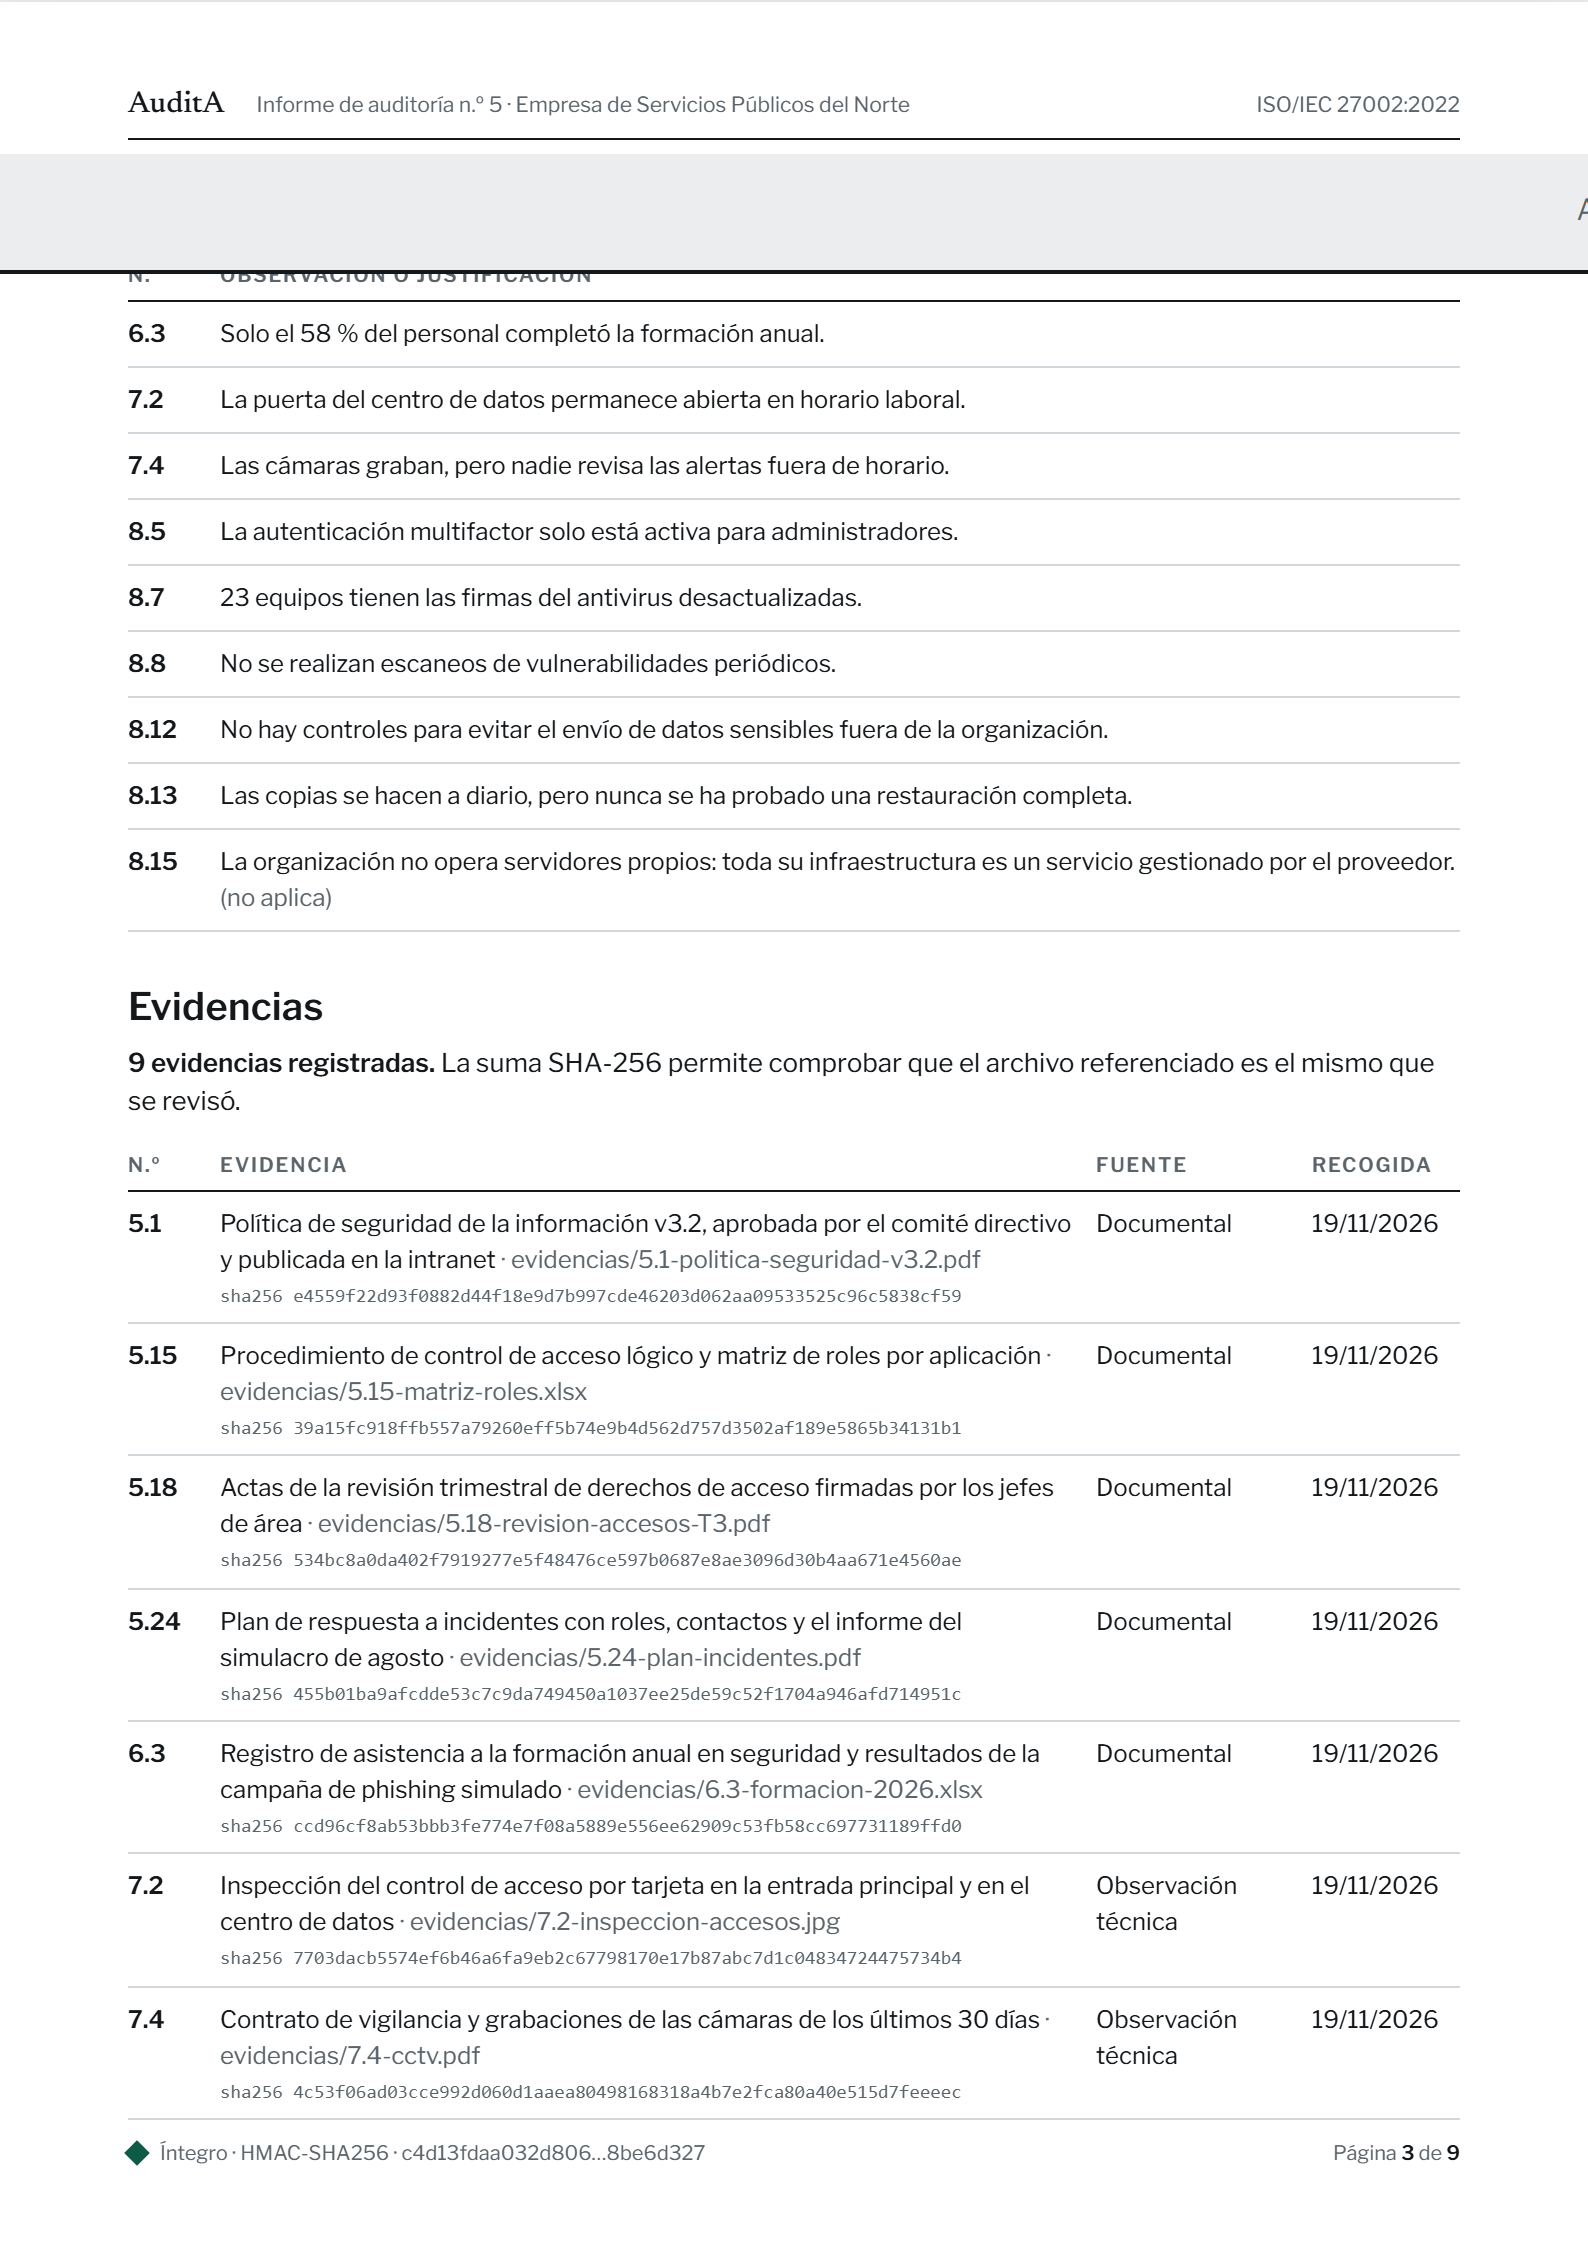 AuditA Informe de auditoría n.º 5 · Empresa de Servicios Públicos del Norte ISO/IEC 27002:2022
N.º OBSERVACIÓN O JUSTIFICACIÓN
6.3 Solo el 58 % del personal completó la formación anual.
7.2 La puerta del centro de datos permanece abierta en horario laboral.
7.4 Las cámaras graban, pero nadie revisa las alertas fuera de horario.
8.5 La autenticación multifactor solo está activa para administradores.
8.7 23 equipos tienen las firmas del antivirus desactualizadas.
8.8 No se realizan escaneos de vulnerabilidades periódicos.
8.12 No hay controles para evitar el envío de datos sensibles fuera de la organización.
8.13 Las copias se hacen a diario, pero nunca se ha probado una restauración completa.
8.15 La organización no opera servidores propios: toda su infraestructura es un servicio gestionado por el proveedor.
(no aplica)
Evidencias
9 evidencias registradas. La suma SHA-256 permite comprobar que el archivo referenciado es el mismo que
se revisó.
N.º EVIDENCIA FUENTE RECOGIDA
5.1 Política de seguridad de la información v3.2, aprobada por el comité directivo Documental 19/11/2026
y publicada en la intranet · evidencias/5.1-politica-seguridad-v3.2.pdf
sha256 e4559f22d93f0882d44f18e9d7b997cde46203d062aa09533525c96c5838cf59
5.15 Procedimiento de control de acceso lógico y matriz de roles por aplicación · Documental 19/11/2026
evidencias/5.15-matriz-roles.xlsx
sha256 39a15fc918ffb557a79260eff5b74e9b4d562d757d3502af189e5865b34131b1
5.18 Actas de la revisión trimestral de derechos de acceso firmadas por los jefes Documental 19/11/2026
de área · evidencias/5.18-revision-accesos-T3.pdf
sha256 534bc8a0da402f7919277e5f48476ce597b0687e8ae3096d30b4aa671e4560ae
5.24 Plan de respuesta a incidentes con roles, contactos y el informe del Documental 19/11/2026
simulacro de agosto · evidencias/5.24-plan-incidentes.pdf
sha256 455b01ba9afcdde53c7c9da749450a1037ee25de59c52f1704a946afd714951c
6.3 Registro de asistencia a la formación anual en seguridad y resultados de la Documental 19/11/2026
campaña de phishing simulado · evidencias/6.3-formacion-2026.xlsx
sha256 ccd96cf8ab53bbb3fe774e7f08a5889e556ee62909c53fb58cc697731189ffd0
7.2 Inspección del control de acceso por tarjeta en la entrada principal y en el Observación 19/11/2026
centro de datos · evidencias/7.2-inspeccion-accesos.jpg técnica
sha256 7703dacb5574ef6b46a6fa9eb2c67798170e17b87abc7d1c04834724475734b4
7.4 Contrato de vigilancia y grabaciones de las cámaras de los últimos 30 días · Observación 19/11/2026
evidencias/7.4-cctv.pdf técnica
sha256 4c53f06ad03cce992d060d1aaea80498168318a4b7e2fca80a40e515d7feeeec
Íntegro · HMAC-SHA256 · c4d13fdaa032d806…8be6d327 Página 3 de 9